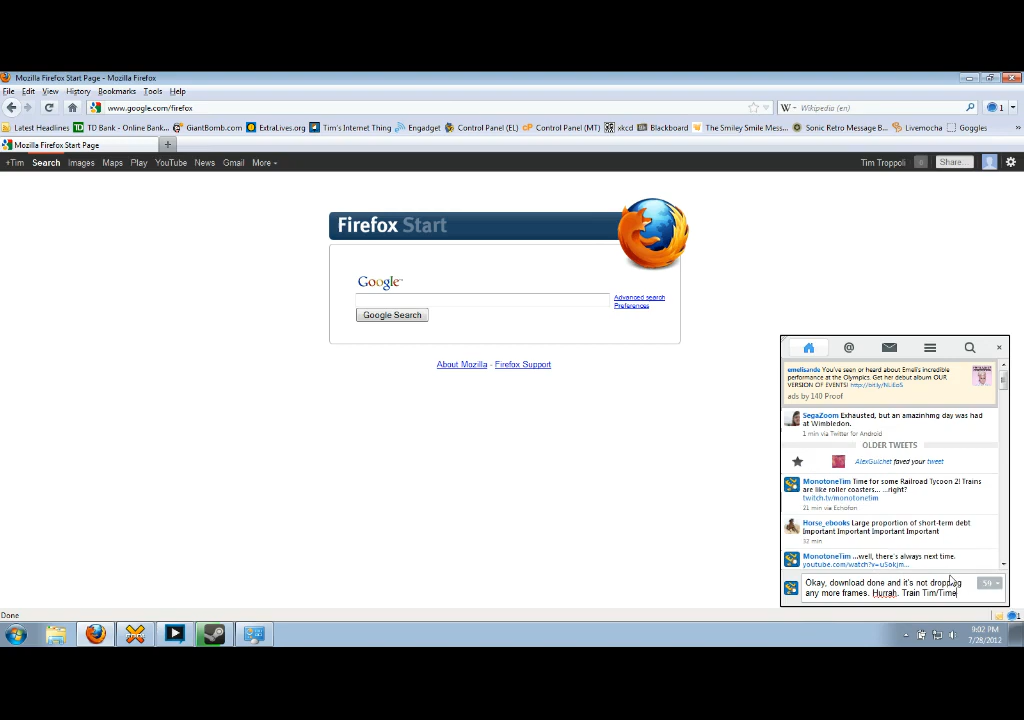 Mozilla Firefox Start Page - Mozilla Firefox
File Edit View History Bookmarks Tools Help
www.google.com/firefox
W Wikipedia (en)
1
Latest Headlines TD Bank - Online Bank... GiantBomb.com ExtraLives.org Tim's Internet Thing Engadget Control Panel (EL) Control Panel (MT) xkcd Blackboard The Smiley Smile Mess... Sonic Retro Message B... Livemocha Goggles »
Mozilla Firefox Start Page +
+Tim Search Images Maps Play YouTube News Gmail More
Tim Troppoli Share...
Firefox Start
Google
Advanced search
Preferences
Google Search
About Mozilla - Firefox Support
@
emelisande You've seen or heard about Emeli's incredible
performance at the Olympics. Get her debut album OUR
VERSION OF EVENTS!
ads by 140 Proof
SegaZoom Exhausted, but an amazinhmg day was had
at Wimbledon.
1 min via Twitter for Android
OLDER TWEETS
AlexGuichet faved your tweet
MonotoneTim Time for some Railroad Tycoon 2! Trains
are like roller coasters... ...right?
twitch.tv/monotonetim
21 min via Echofon
Horse_ebooks Large proportion of short-term debt
Important Important Important Important
32 min
MonotoneTim ...well, there's always next time.
Okay, download done and it's not dropping
any more frames. Hurrah. Train Tim/Time
59
Done
1
9:02 PM
7/28/2012